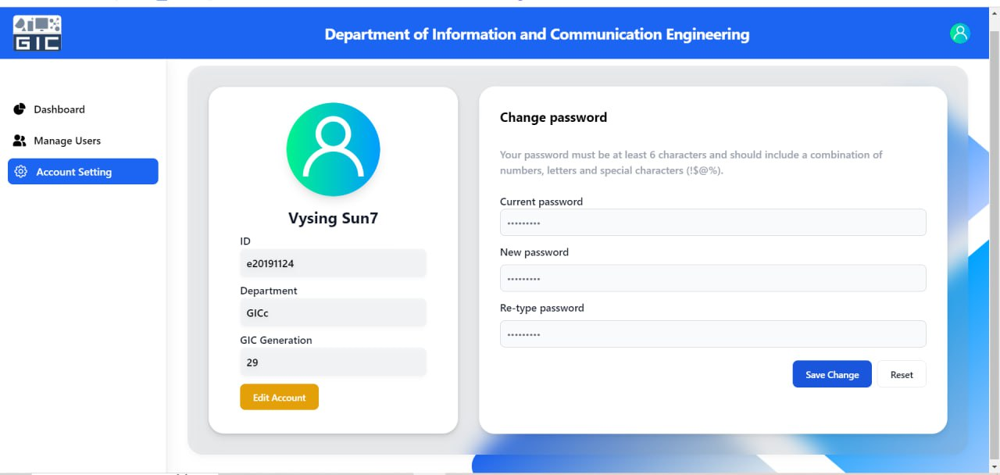 GIC
Department of Information and Communication Engineering
Dashboard
Manage Users
Account Setting
Vysing Sun7
ID
e20191124
Department
GICc
GIC Generation
29
Edit Account
Change password
Your password must be at least 6 characters and should include a combination of
numbers, letters and special characters (!$@%).
Current password
•••••••••
New password
•••••••••
Re-type password
•••••••••
Save Change
Reset